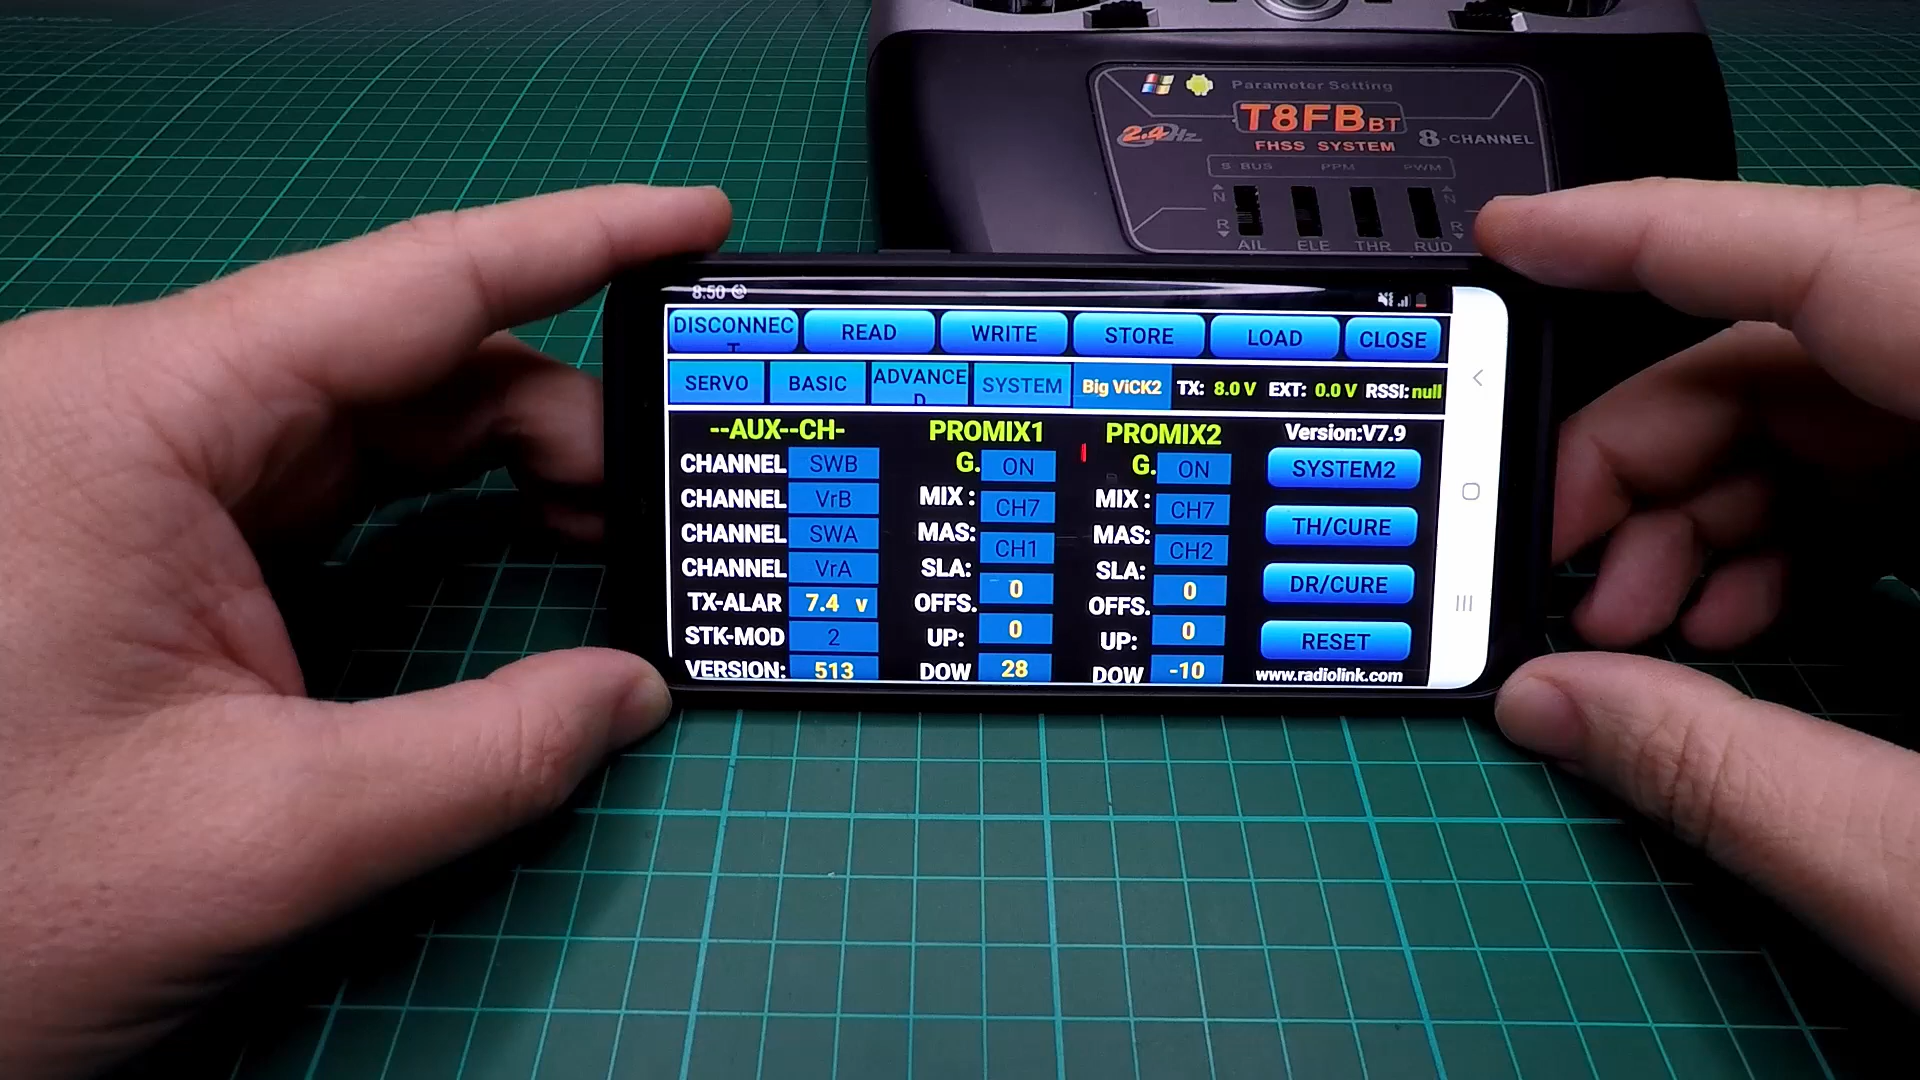 Parameter Setting
T8FB BT
2.4GHz
8-CHANNEL
FHSS SYSTEM
S BUS PPM PWM
N N
R R
AIL ELE THR RUD
8:50
DISCONNECT READ WRITE STORE LOAD CLOSE
SERVO BASIC ADVANCED SYSTEM Big ViCK2 TX: 8.0 V EXT: 0.0 V RSSI: null
--AUX--CH- PROMIX1 PROMIX2 Version:V7.9
CHANNEL SWB G. ON G. ON SYSTEM2
CHANNEL VrB MIX : CH7 MIX : CH7
CHANNEL SWA MAS: CH1 MAS: CH2 TH/CURE
CHANNEL VrA SLA: 0 SLA: 0 DR/CURE
TX-ALAR 7.4 v OFFS. 0 OFFS. 0
STK-MOD 2 UP: UP: RESET
VERSION: 513 DOW 28 DOW -10 www.radiolink.com